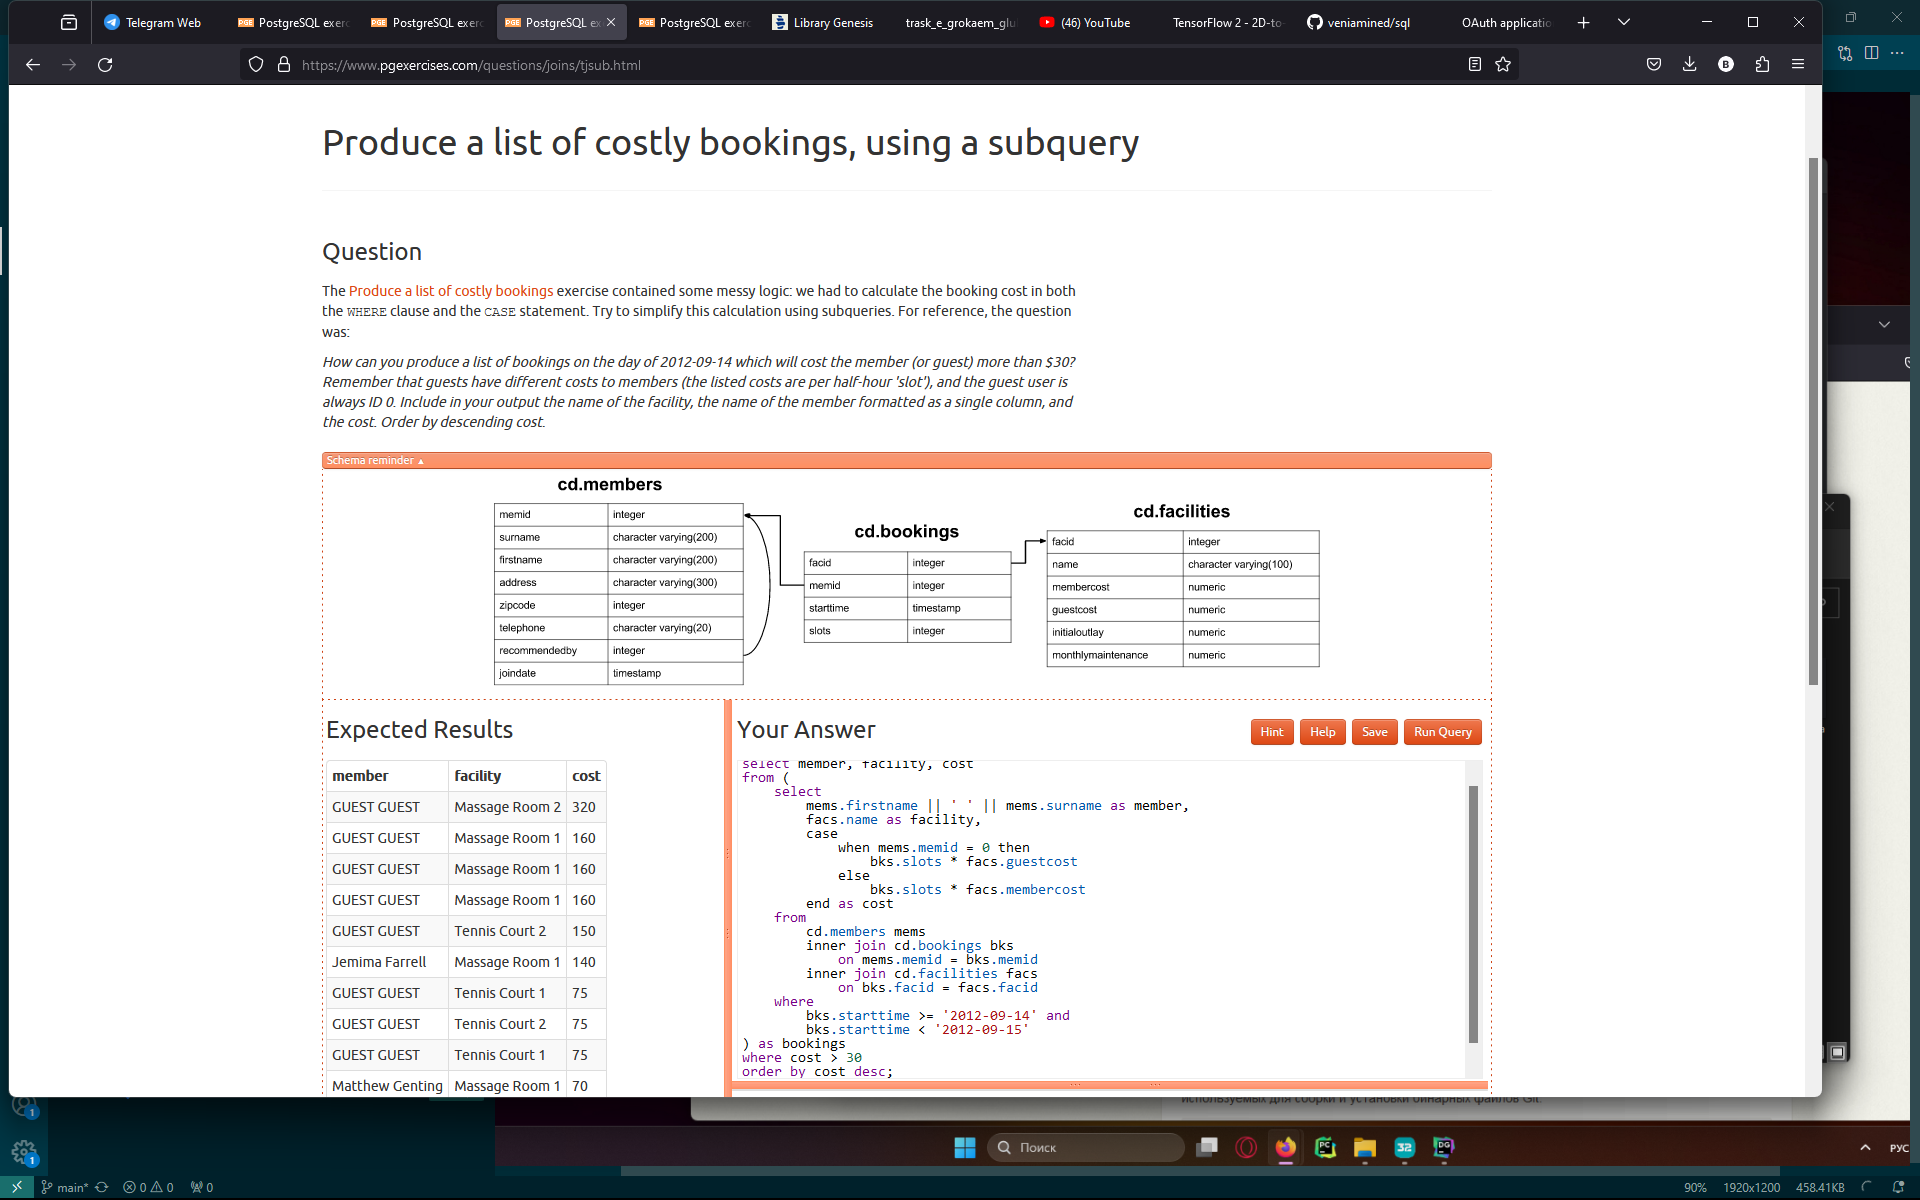 Telegram Web
PGE PostgreSQL exerc
PGE PostgreSQL exerc
PGE PostgreSQL ex
PGE PostgreSQL exerc
Library Genesis
trask_e_grokaem_glu
(46) YouTube
TensorFlow 2 - 2D-to-
veniamined/sql
OAuth applicatio
https://www.pgexercises.com/questions/joins/tjsub.html
Produce a list of costly bookings, using a subquery
Question
The Produce a list of costly bookings exercise contained some messy logic: we had to calculate the booking cost in both
the WHERE clause and the CASE statement. Try to simplify this calculation using subqueries. For reference, the question
was:
How can you produce a list of bookings on the day of 2012-09-14 which will cost the member (or guest) more than $30?
Remember that guests have different costs to members (the listed costs are per half-hour 'slot'), and the guest user is
always ID 0. Include in your output the name of the facility, the name of the member formatted as a single column, and
the cost. Order by descending cost.
Schema reminder ▲
cd.members
memid integer
surname character varying(200)
firstname character varying(200)
address character varying(300)
zipcode integer
telephone character varying(20)
recommendedby integer
joindate timestamp
cd.bookings
facid integer
memid integer
starttime timestamp
slots integer
cd.facilities
facid integer
name character varying(100)
membercost numeric
guestcost numeric
initialoutlay numeric
monthlymaintenance numeric
Expected Results
member facility cost
GUEST GUEST Massage Room 2 320
GUEST GUEST Massage Room 1 160
GUEST GUEST Massage Room 1 160
GUEST GUEST Massage Room 1 160
GUEST GUEST Tennis Court 2 150
Jemima Farrell Massage Room 1 140
GUEST GUEST Tennis Court 1 75
GUEST GUEST Tennis Court 2 75
GUEST GUEST Tennis Court 1 75
Matthew Genting Massage Room 1 70
Your Answer
Hint Help Save Run Query
select member, facility, cost
from (
select
mems.firstname || ' ' || mems.surname as member,
facs.name as facility,
case
when mems.memid = 0 then
bks.slots * facs.guestcost
else
bks.slots * facs.membercost
end as cost
from
cd.members mems
inner join cd.bookings bks
on mems.memid = bks.memid
inner join cd.facilities facs
on bks.facid = facs.facid
where
bks.starttime >= '2012-09-14' and
bks.starttime < '2012-09-15'
) as bookings
where cost > 30
order by cost desc;
используемых для сборки и установки бинарных файлов Git.
Поиск
РУС
main* 0 0 0
90% 1920x1200 458.41KB